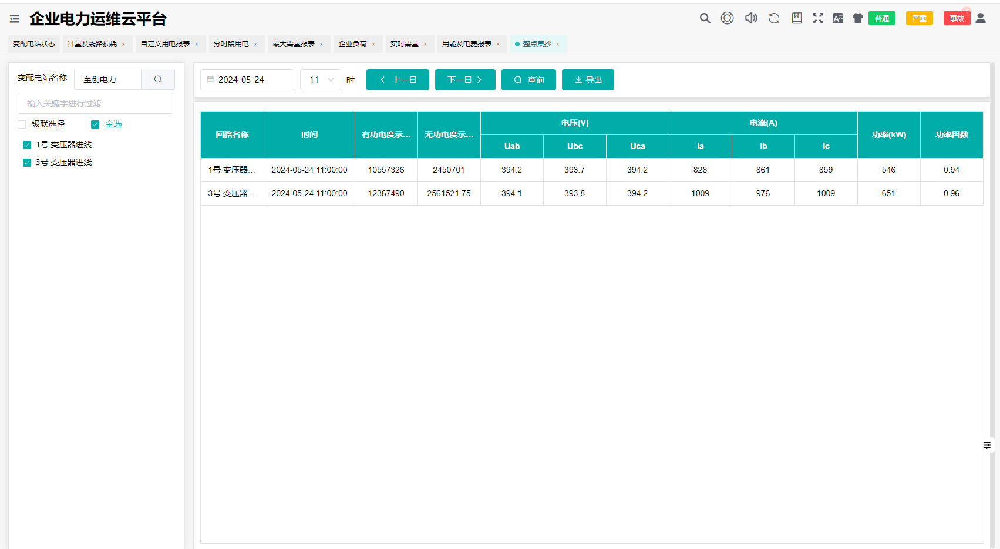 企业电力运维云平台
普通 严重 事故
变配电站状态 计量及线路损耗 × 自定义用电报表 × 分时段用电 × 最大需量报表 × 企业负荷 × 实时需量 × 用能及电费报表 × 整点集抄 ×
变配电站名称 至创电力
输入关键字进行过滤
级联选择 全选
1号 变压器进线
3号 变压器进线
2024-05-24 11 时 上一日 下一日 查询 导出
回路名称 时间 有功电度示... 无功电度示... 电压(V) 电流(A) 功率(kW) 功率因数
Uab Ubc Uca Ia Ib Ic
1号 变压器... 2024-05-24 11:00:00 10557326 2450701 394.2 393.7 394.2 828 861 859 546 0.94
3号 变压器... 2024-05-24 11:00:00 12367490 2561521.75 394.1 393.8 394.2 1009 976 1009 651 0.96